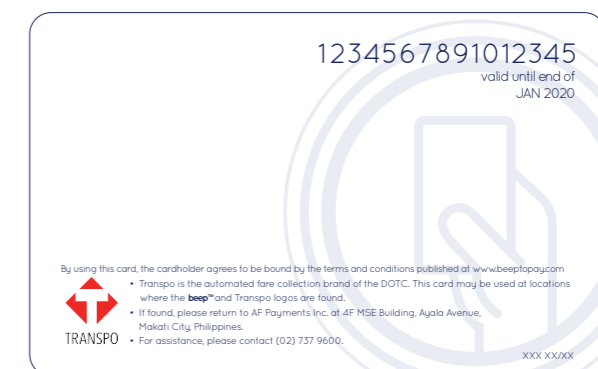 1234567891012345
valid until end of
JAN 2020
By using this card, the cardholder agrees to be bound by the terms and conditions published at www.beeptopay.com
• Transpo is the automated fare collection brand of the DOTC. This card may be used at locations
where the beep™ and Transpo logos are found.
• If found, please return to AF Payments Inc. at 4F MSE Building, Ayala Avenue,
Makati City, Philippines.
• For assistance, please contact (02) 737 9600.
TRANSPO
XXX XX/XX